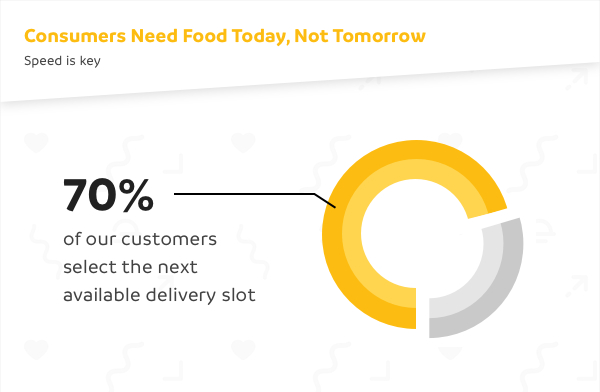 Consumers Need Food Today, Not Tomorrow
Speed is key
70%
of our customers
select the next
available delivery slot